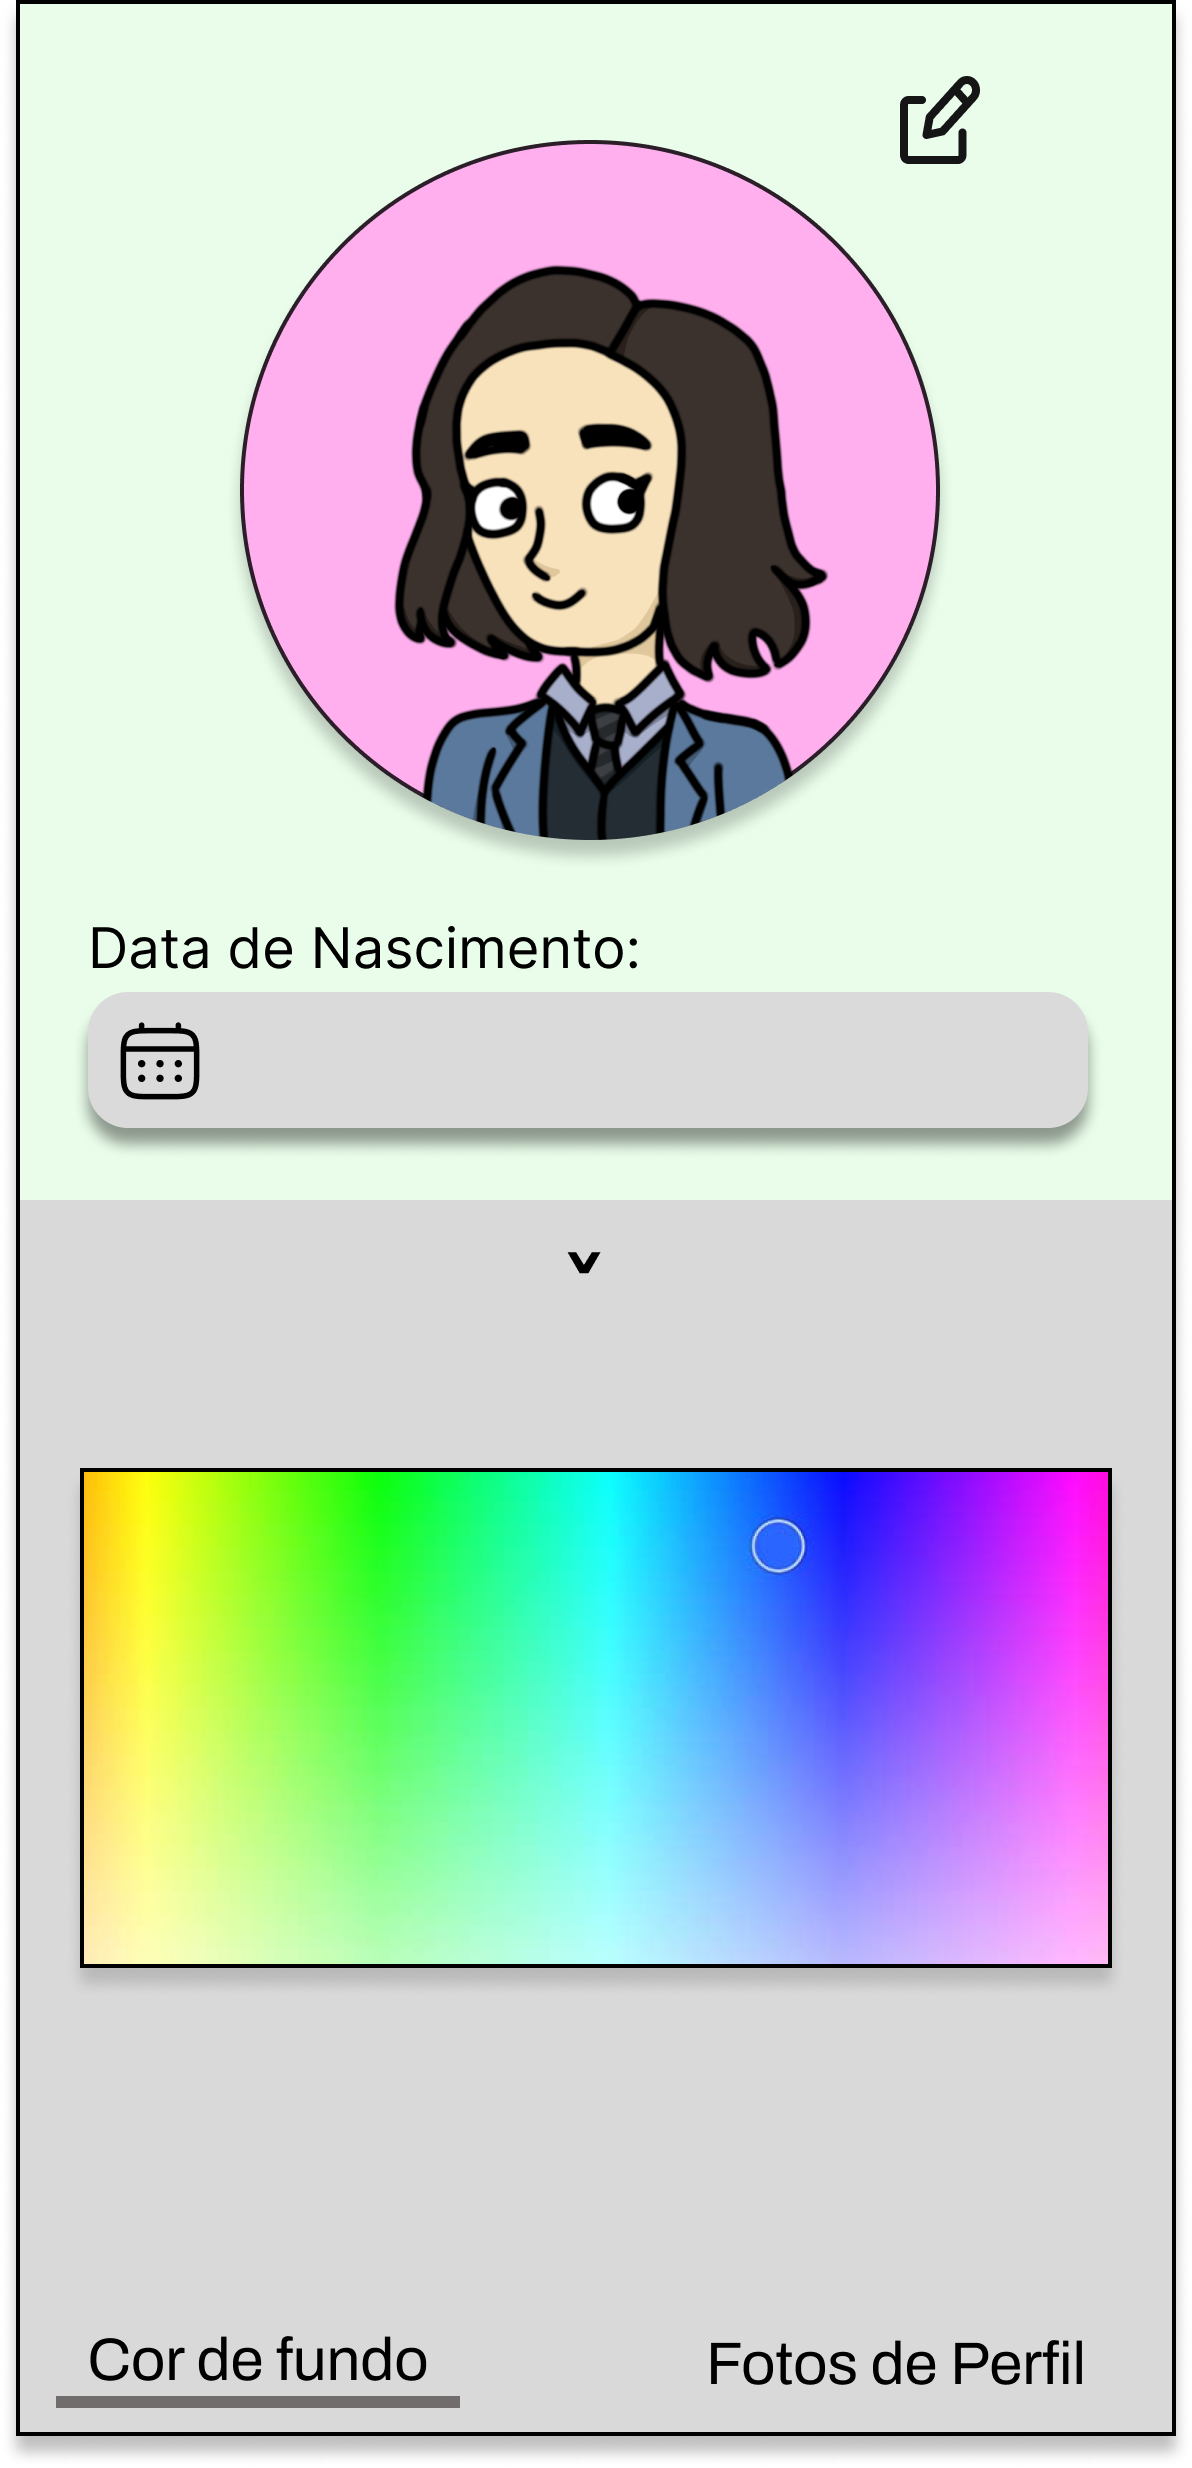 Data de Nascimento:
Cor de fundo
Fotos de Perfil